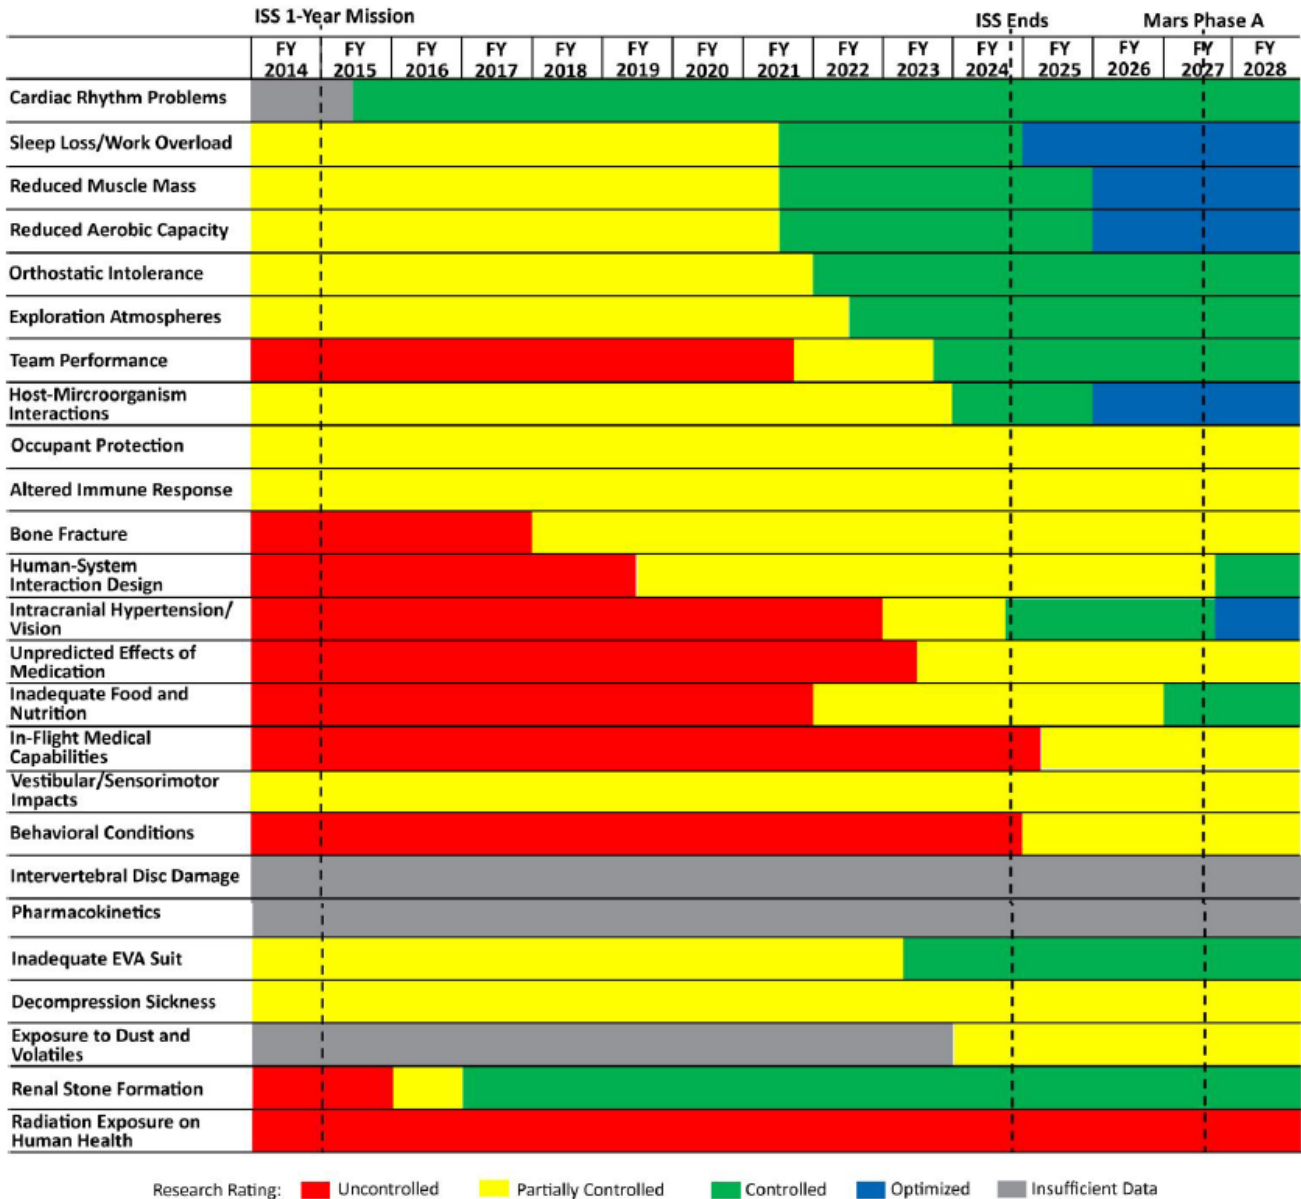 ISS 1-Year Mission
ISS Ends
Mars Phase A
FY 2014
FY 2015
FY 2016
FY 2017
FY 2018
FY 2019
FY 2020
FY 2021
FY 2022
FY 2023
FY 2024
FY 2025
FY 2026
FY 2027
FY 2028
Cardiac Rhythm Problems
Sleep Loss/Work Overload
Reduced Muscle Mass
Reduced Aerobic Capacity
Orthostatic Intolerance
Exploration Atmospheres
Team Performance
Host-Mircroorganism
Interactions
Occupant Protection
Altered Immune Response
Bone Fracture
Human-System
Interaction Design
Intracranial Hypertension/
Vision
Unpredicted Effects of
Medication
Inadequate Food and
Nutrition
In-Flight Medical
Capabilities
Vestibular/Sensorimotor
Impacts
Behavioral Conditions
Intervertebral Disc Damage
Pharmacokinetics
Inadequate EVA Suit
Decompression Sickness
Exposure to Dust and
Volatiles
Renal Stone Formation
Radiation Exposure on
Human Health
Research Rating: Uncontrolled Partially Controlled Controlled Optimized Insufficient Data